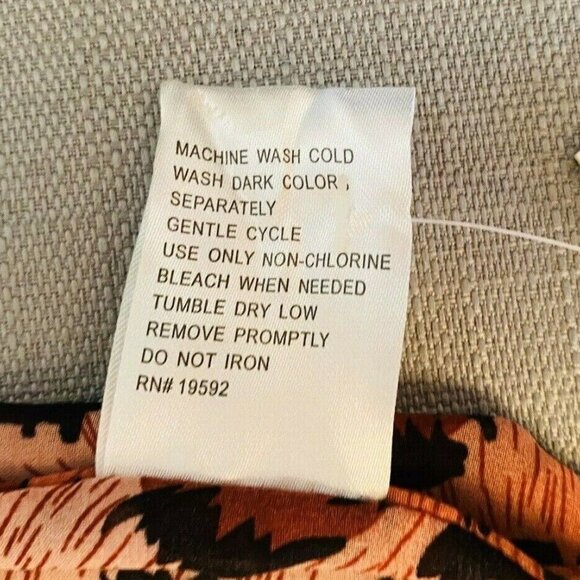 MACHINE WASH COLD
WASH DARK COLOR
SEPARATELY
GENTLE CYCLE
USE ONLY NON-CHLORINE
BLEACH WHEN NEEDED
TUMBLE DRY LOW
REMOVE PROMPTLY
DO NOT IRON
RN# 19592